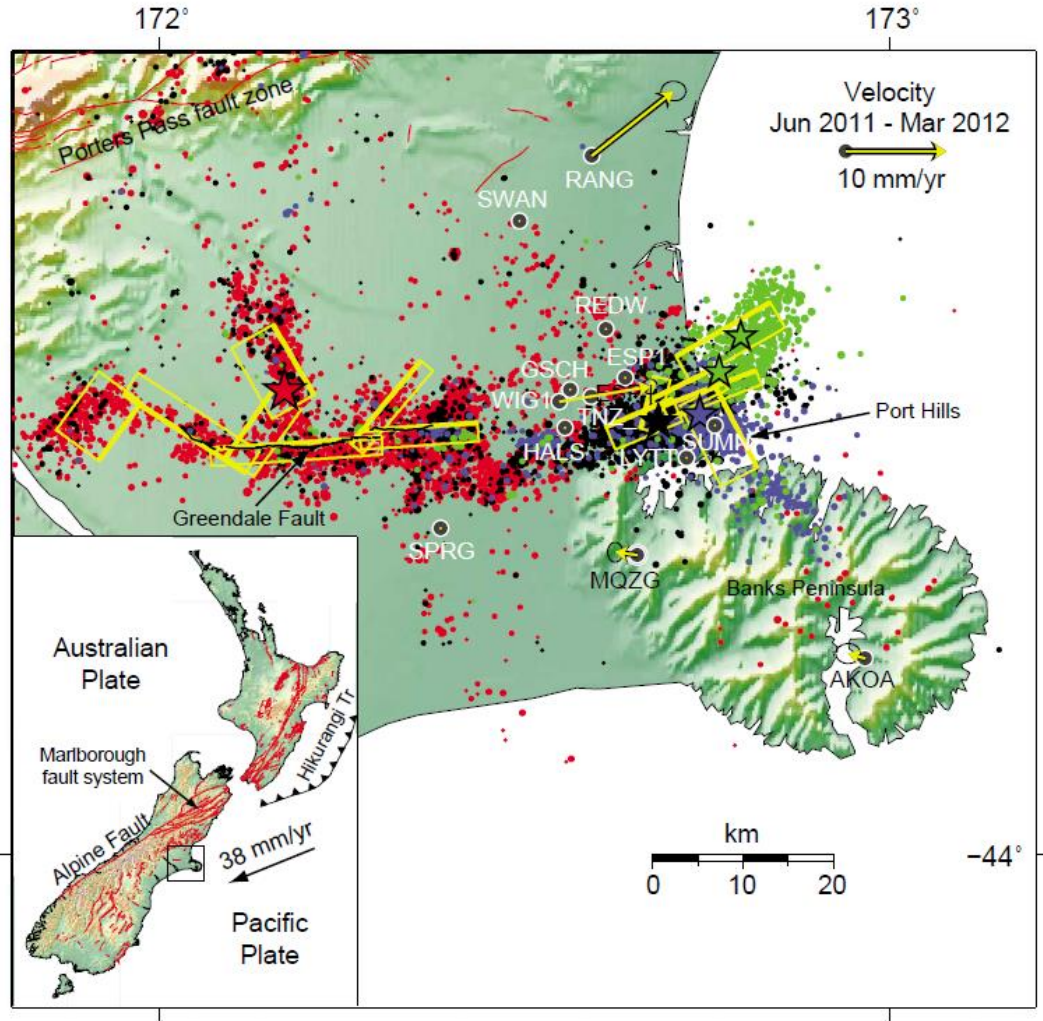 172°
173°
Porters Pass fault zone
Velocity
Jun 2011 - Mar 2012
10 mm/yr
RANG
SWAN
REDW
ESPT
GSCH
WIG1
TNZ
HALS
SUMN
LYTT
Port Hills
Greendale Fault
SPRG
MQZG
Banks Peninsula
AKOA
Australian
Plate
Hikurangi Tr
Marlborough
fault system
Alpine Fault
38 mm/yr
Pacific
Plate
km
0 10 20
−44°